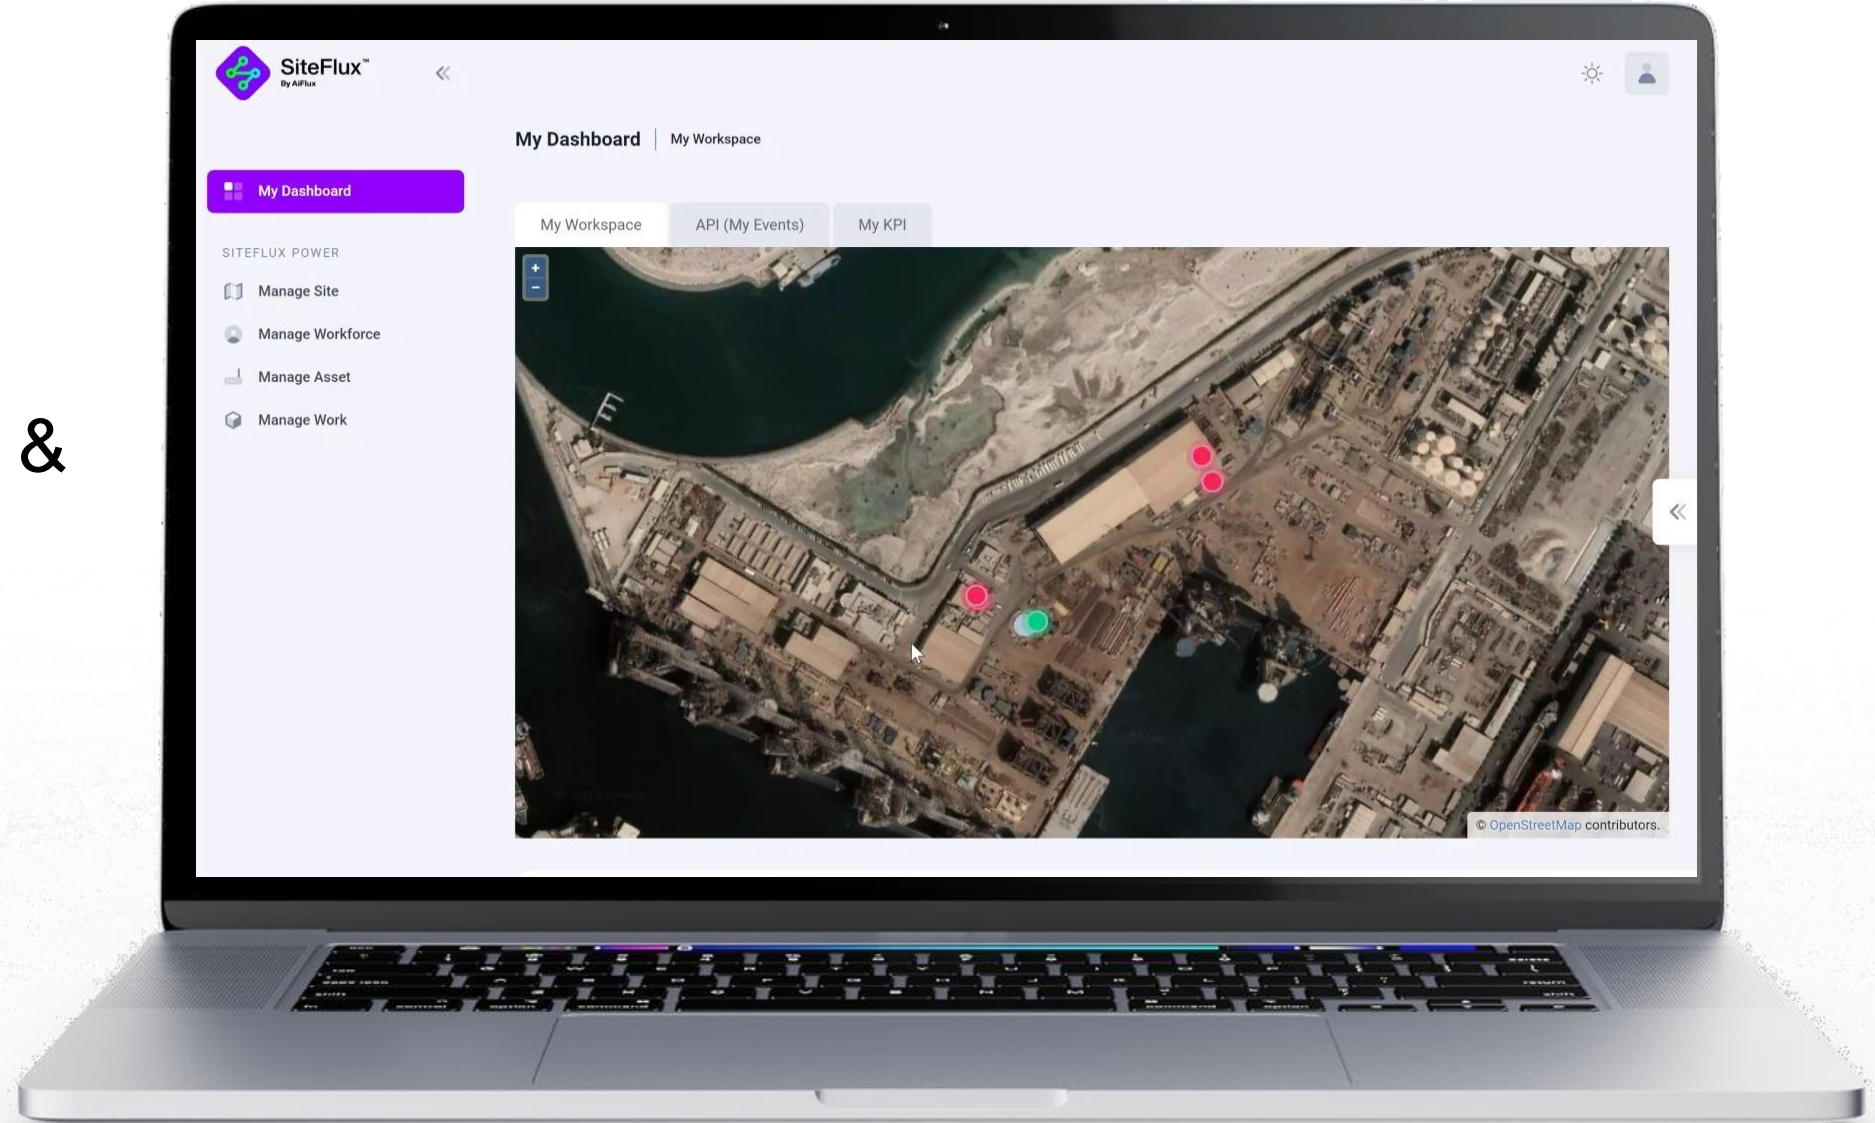 SiteFlux™
By AiFlux
My Dashboard
My Workspace
My Dashboard
SITEFLUX POWER
Manage Site
Manage Workforce
Manage Asset
Manage Work
My Workspace
API (My Events)
My KPI
+
−
© OpenStreetMap contributors.
&